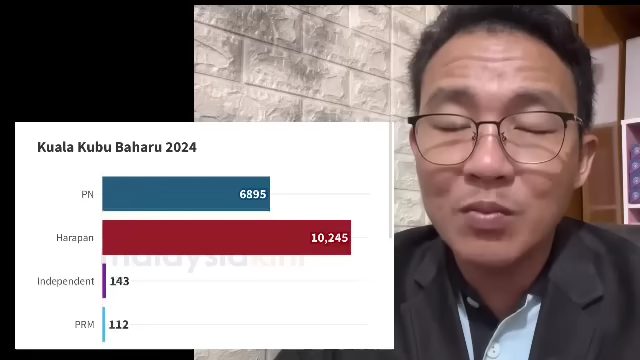 Kuala Kubu Baharu 2024
PN 6895
Harapan 10,245
malaysiakini
Independent 143
PRM 112